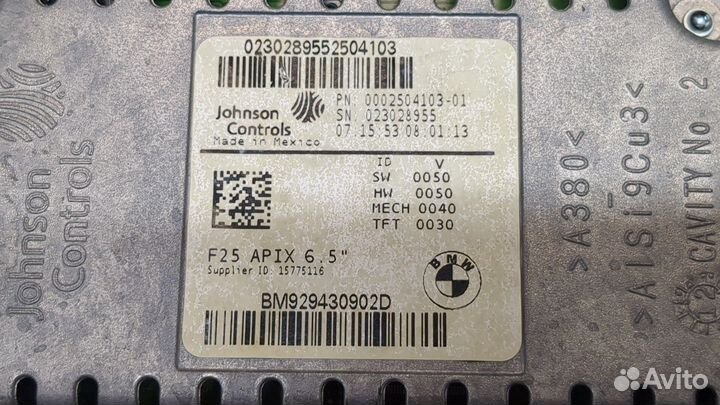 0230289552504103
Johnson
Controls
Made in Mexico
PN: 0002504103-01
SN: 023028955
07.15.53 08.01.13
ID V
SW 0050
HW 0050
MECH 0040
TFT 0030
F25 APIX 6.5"
Supplier ID: 15775116
BMW
BM929430902D
Johnson
Controls
>A380<
>AlSi9Cu3<
CAVITY No 2
Avito